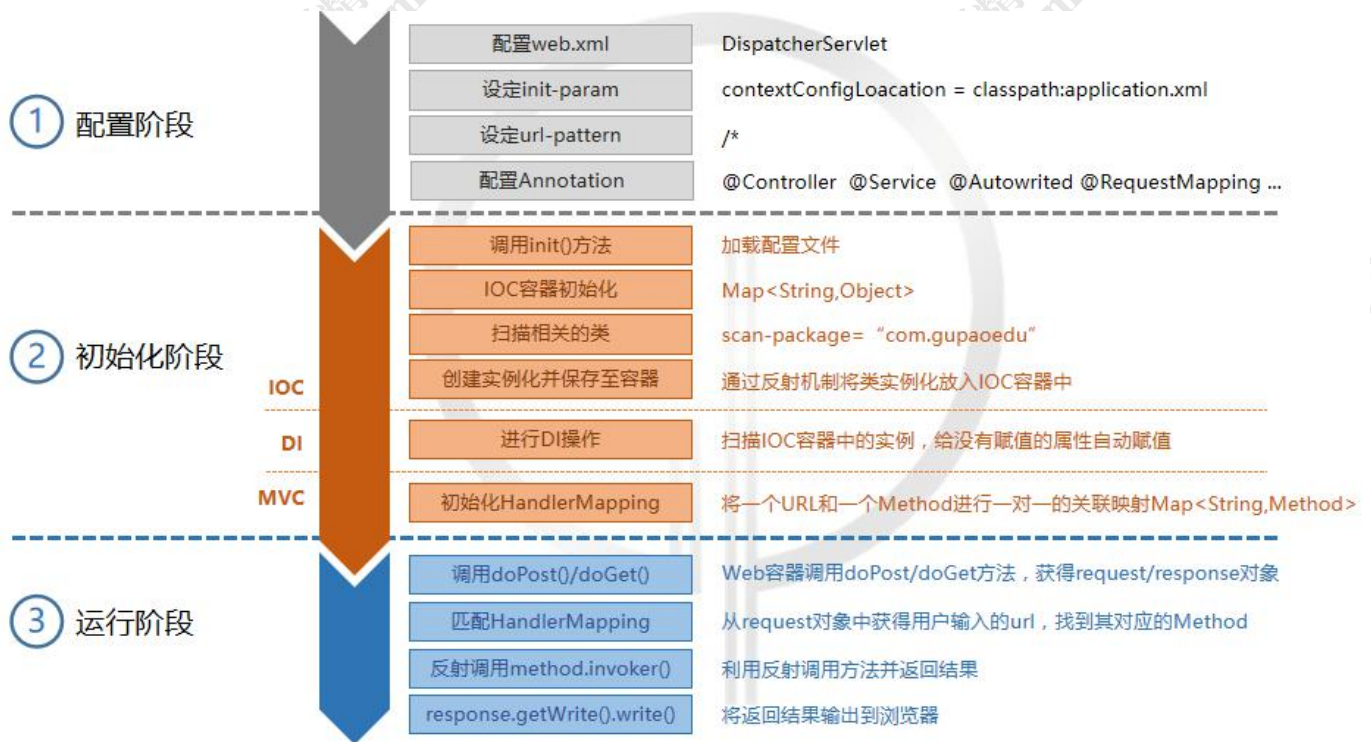 配置web.xml DispatcherServlet
设定init-param contextConfigLoacation = classpath:application.xml
① 配置阶段
设定url-pattern /*
配置Annotation @Controller @Service @Autowrited @RequestMapping ...
调用init()方法 加载配置文件
IOC容器初始化 Map<String,Object>
扫描相关的类 scan-package= “com.gupaoedu”
② 初始化阶段
创建实例化并保存至容器 通过反射机制将类实例化放入IOC容器中
IOC
DI 进行DI操作 扫描IOC容器中的实例，给没有赋值的属性自动赋值
MVC 初始化HandlerMapping 将一个URL和一个Method进行一对一的关联映射Map<String,Method>
调用doPost()/doGet() Web容器调用doPost/doGet方法，获得request/response对象
③ 运行阶段
匹配HandlerMapping 从request对象中获得用户输入的url，找到其对应的Method
反射调用method.invoker() 利用反射调用方法并返回结果
response.getWrite().write() 将返回结果输出到浏览器